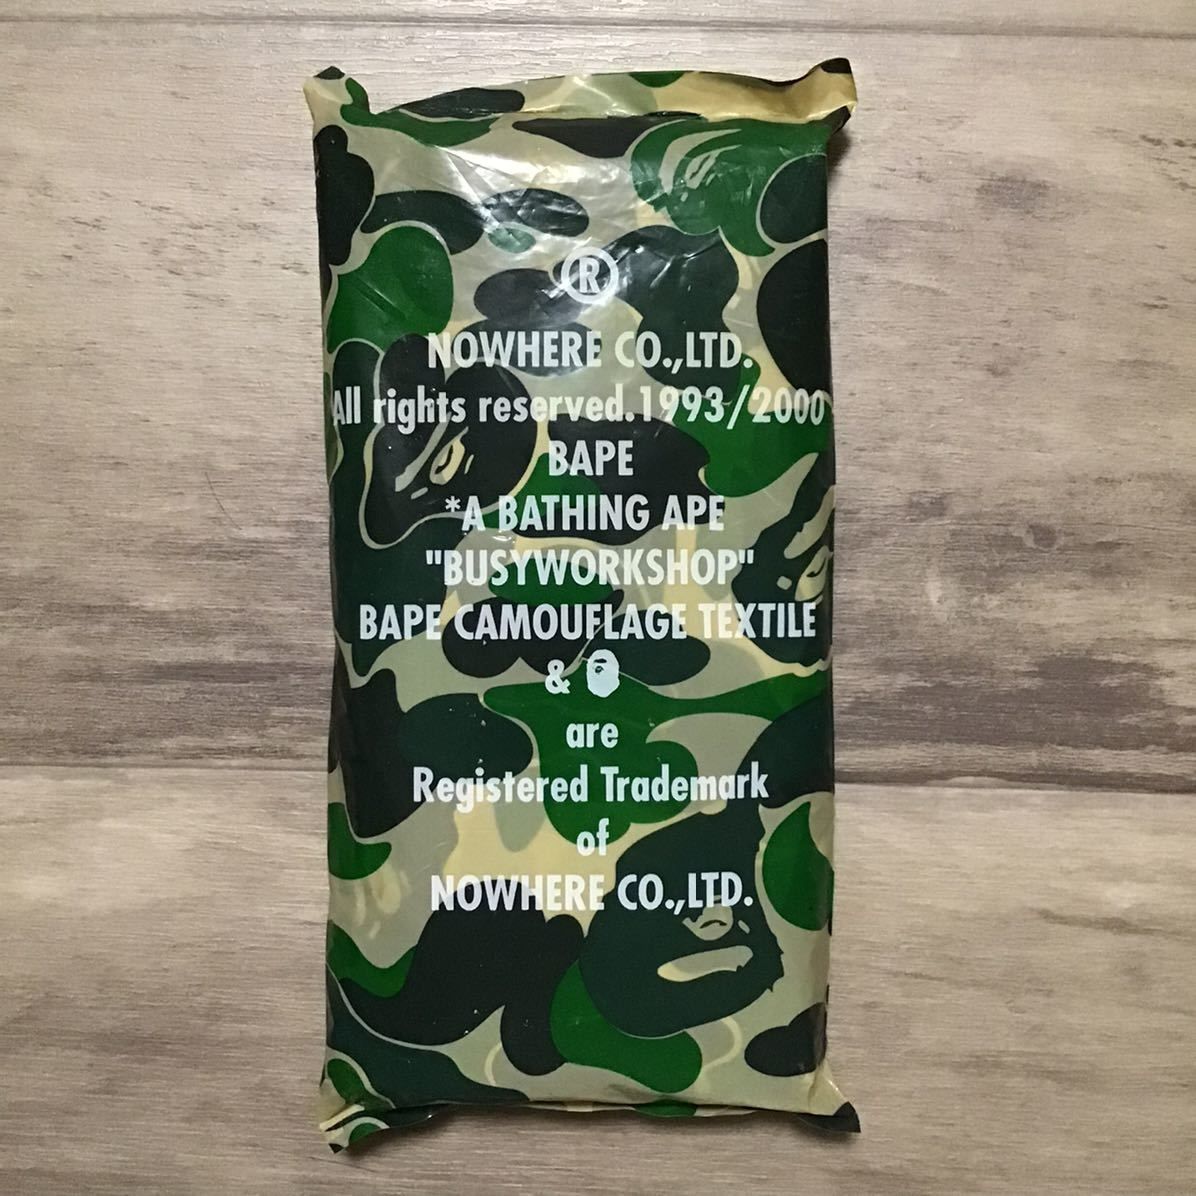 ®
NOWHERE CO.,LTD.
All rights reserved.1993/2000
BAPE
*A BATHING APE
"BUSYWORKSHOP"
BAPE CAMOUFLAGE TEXTILE
&
are
Registered Trademark
of
NOWHERE CO.,LTD.